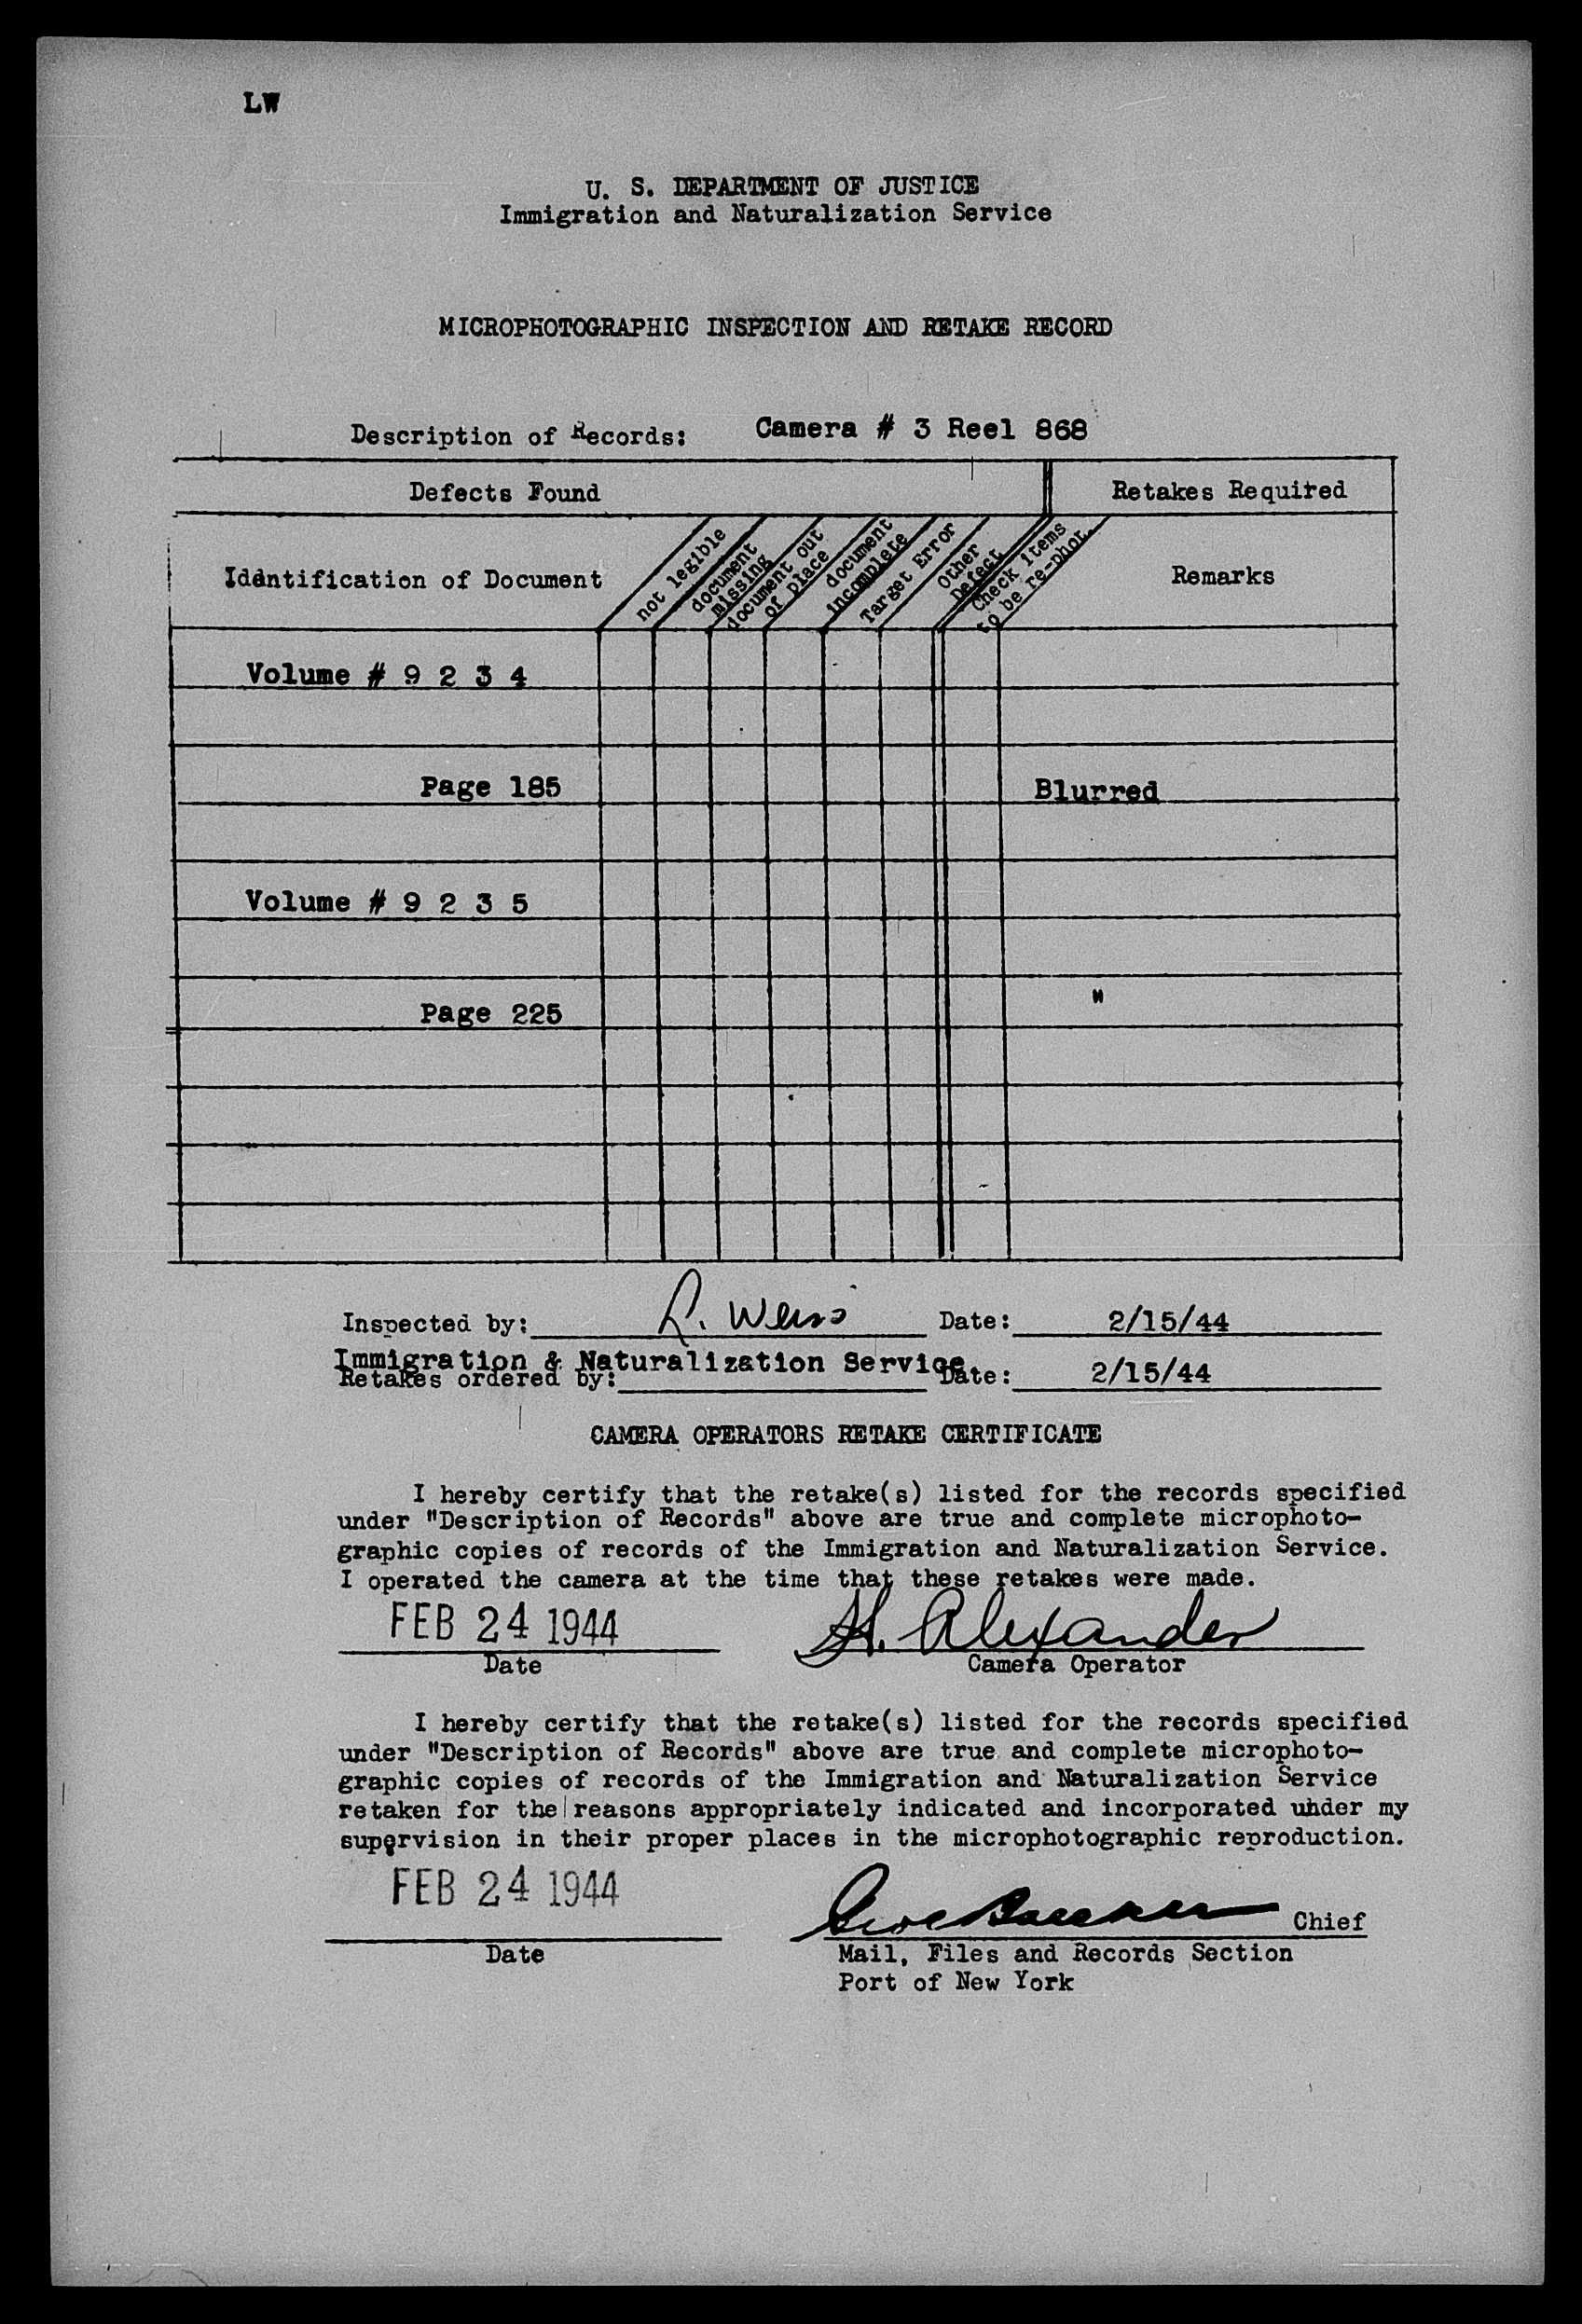 LW
U. S. DEPARTMENT OF JUSTICE
Immigration and Naturalization Service
MICROPHOTOGRAPHIC INSPECTION AND RETAKE RECORD
Description of Records: Camera # 3 Reel 868
Defects Found Retakes Required
Idéntification of Document
not legible
document missing
document out of place
document incomplete
Target Error
Other Defect
Check items to be re-phot.
Remarks
Volume # 9 2 3 4
Page 185 Blurred
Volume # 9 2 3 5
Page 225 "
Inspected by: R. Weiss Date: 2/15/44
Immigration & Naturalization Service
Retakes ordered by: Date: 2/15/44
CAMERA OPERATORS RETAKE CERTIFICATE
I hereby certify that the retake(s) listed for the records specified
under "Description of Records" above are true and complete microphoto-
graphic copies of records of the Immigration and Naturalization Service.
I operated the camera at the time that these retakes were made.
FEB 24 1944 H. Alexander
Date Camera Operator
I hereby certify that the retake(s) listed for the records specified
under "Description of Records" above are true and complete microphoto-
graphic copies of records of the Immigration and Naturalization Service
retaken for the reasons appropriately indicated and incorporated under my
supervision in their proper places in the microphotographic reproduction.
FEB 24 1944
Chief
Date Mail, Files and Records Section
Port of New York